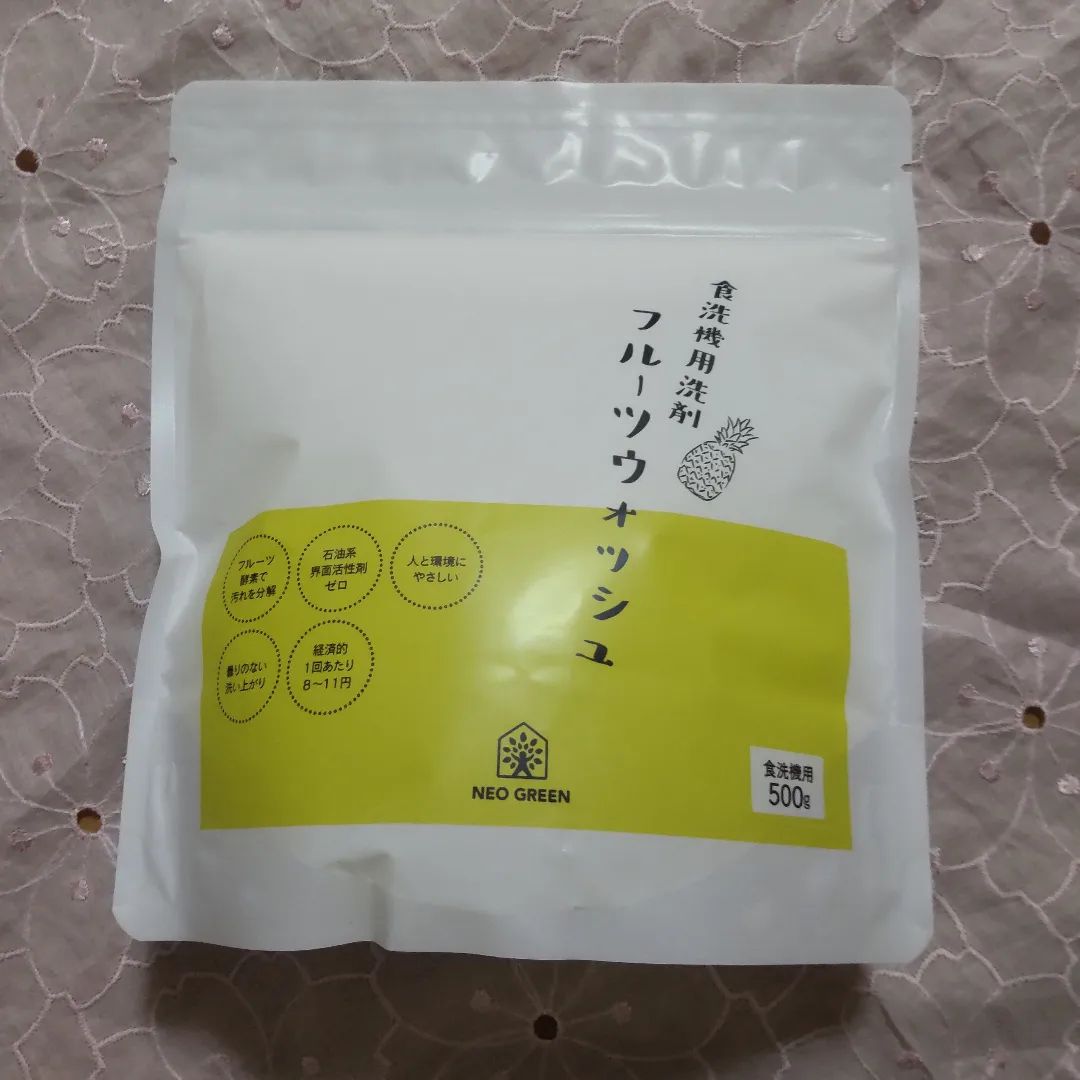 食洗機用洗剤
フルーツウォッシュ
フルーツ
酵素で
汚れを分解
石油系
界面活性剤
ゼロ
人と環境に
やさしい
曇りのない
洗い上がり
経済的
1回あたり
8〜11円
NEO GREEN
食洗機用
500g